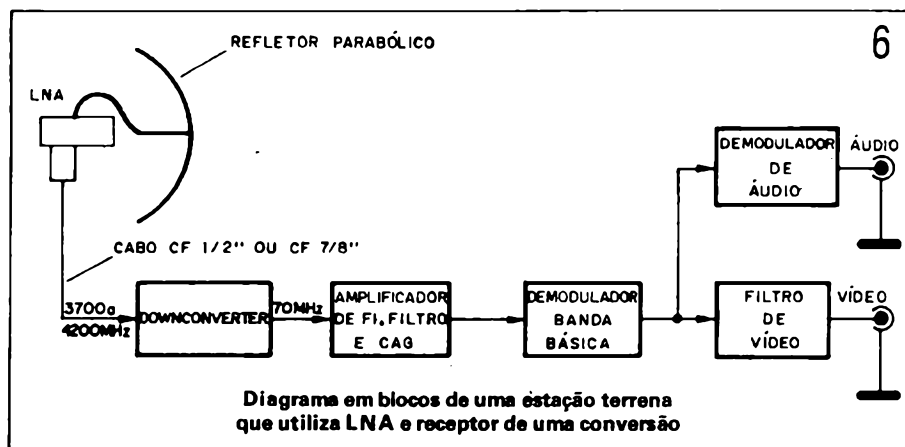 6
REFLETOR PARABÓLICO
LNA
CABO CF 1/2" OU CF 7/8"
3700a
4200MHz
DOWNCONVERTER
70MHz
AMPLIFICADOR
DE FI, FILTRO
E CAG
DEMODULADOR
BANDA
BÁSICA
DEMODULADOR
DE
ÁUDIO
ÁUDIO
FILTRO
DE
VÍDEO
VÍDEO
Diagrama em blocos de uma estação terrena
que utiliza LNA e receptor de uma conversão